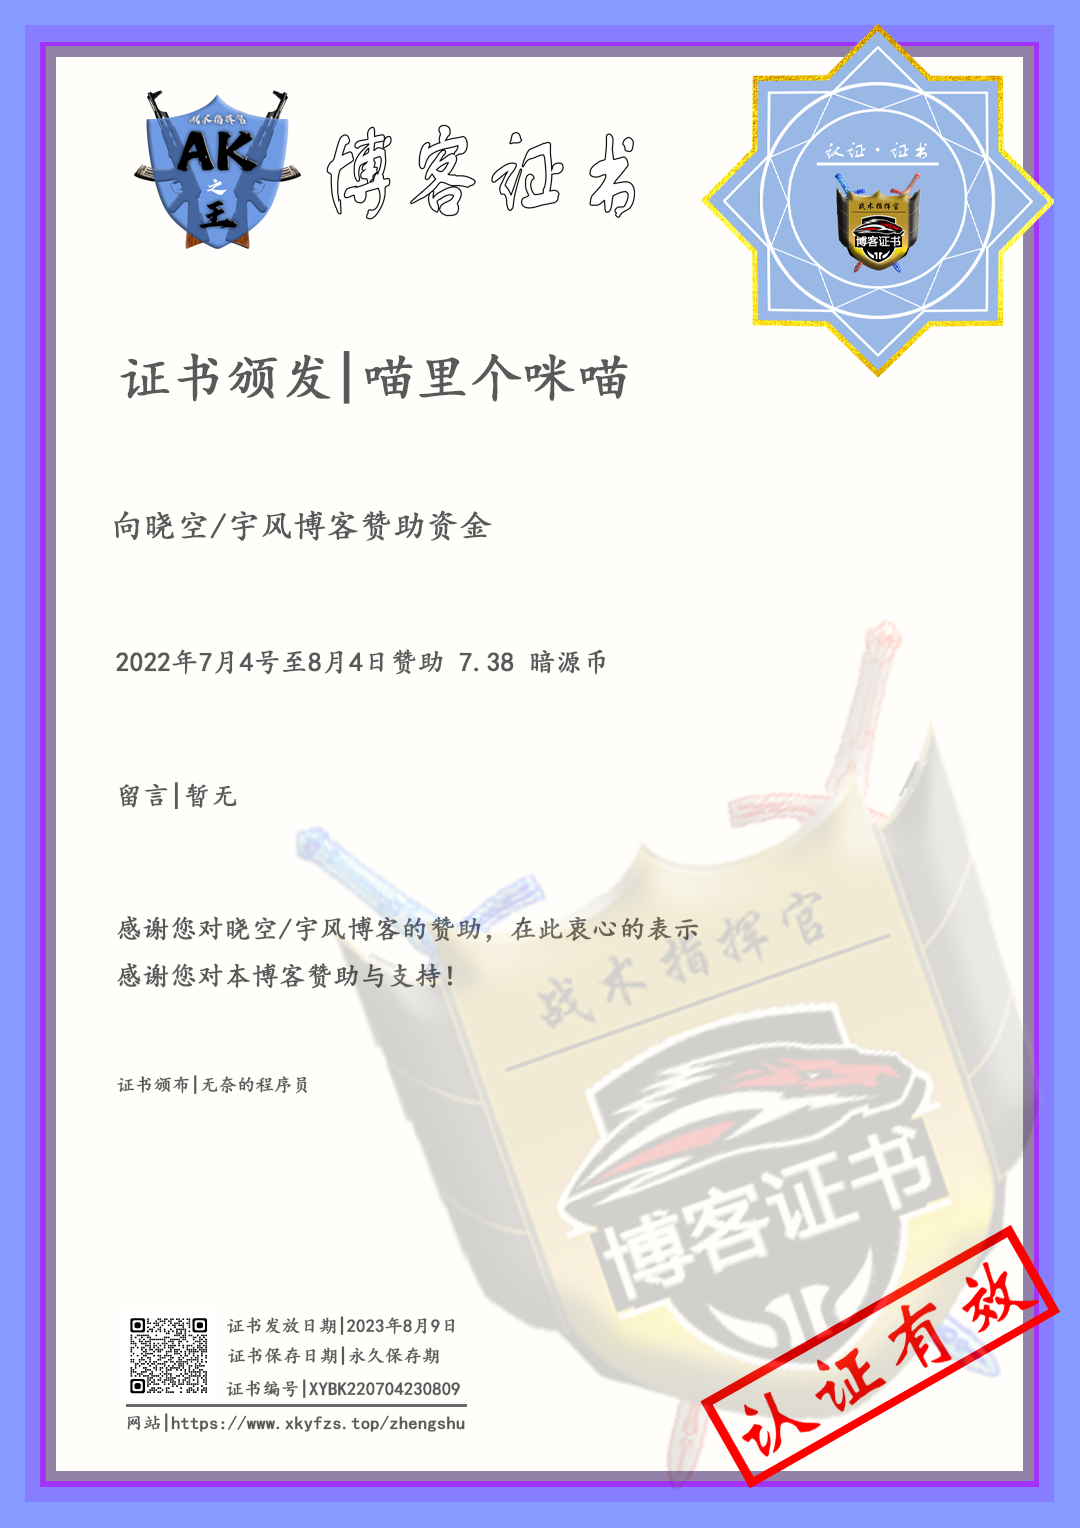 战术指挥官
AK
之
王
博客证书
认证·证书
战术指挥官
博客证书
证书颁发|喵里个咪喵
向晓空/宇风博客赞助资金
2022年7月4号至8月4日赞助 7.38 暗源币
留言|暂无
感谢您对晓空/宇风博客的赞助，在此衷心的表示
感谢您对本博客赞助与支持！
战术指挥官
博客证书
证书颁布|无奈的程序员
认证有效
证书发放日期|2023年8月9日
证书保存日期|永久保存期
证书编号|XYBK220704230809
网站|https://www.xkyfzs.top/zhengshu